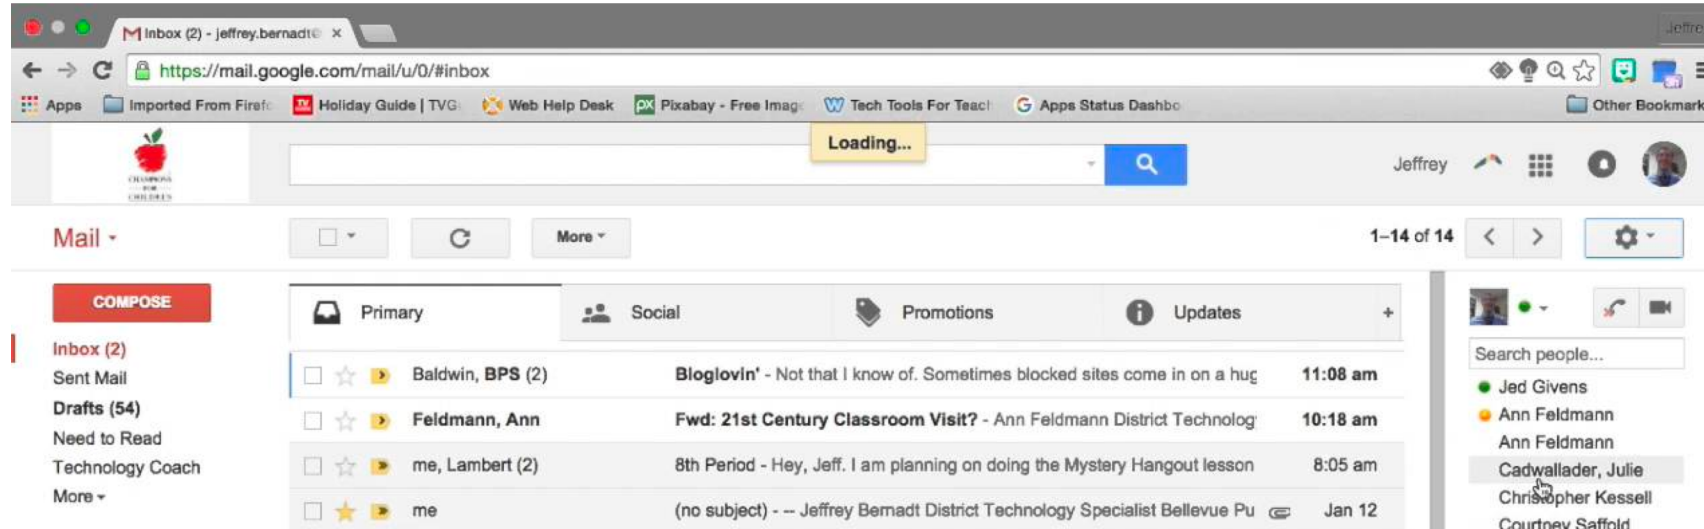 Inbox (2) - jeffrey.bernadt@
Jeffre
https://mail.google.com/mail/u/0/#inbox
Apps Imported From Firefo Holiday Guide | TVG Web Help Desk Pixabay - Free Image Tech Tools For Teach Apps Status Dashbo Other Bookmark
Loading...
CHAMPIONS
FOR
CHILDREN
Jeffrey
Mail
More
1–14 of 14
COMPOSE
Primary Social Promotions Updates +
Inbox (2)
Sent Mail
Drafts (54)
Need to Read
Technology Coach
More
Baldwin, BPS (2) Bloglovin' - Not that I know of. Sometimes blocked sites come in on a hug 11:08 am
Feldmann, Ann Fwd: 21st Century Classroom Visit? - Ann Feldmann District Technolog 10:18 am
me, Lambert (2) 8th Period - Hey, Jeff. I am planning on doing the Mystery Hangout lesson 8:05 am
me (no subject) - -- Jeffrey Bernadt District Technology Specialist Bellevue Pu Jan 12
Search people...
Jed Givens
Ann Feldmann
Ann Feldmann
Cadwallader, Julie
Christopher Kessell
Courtney Saffold